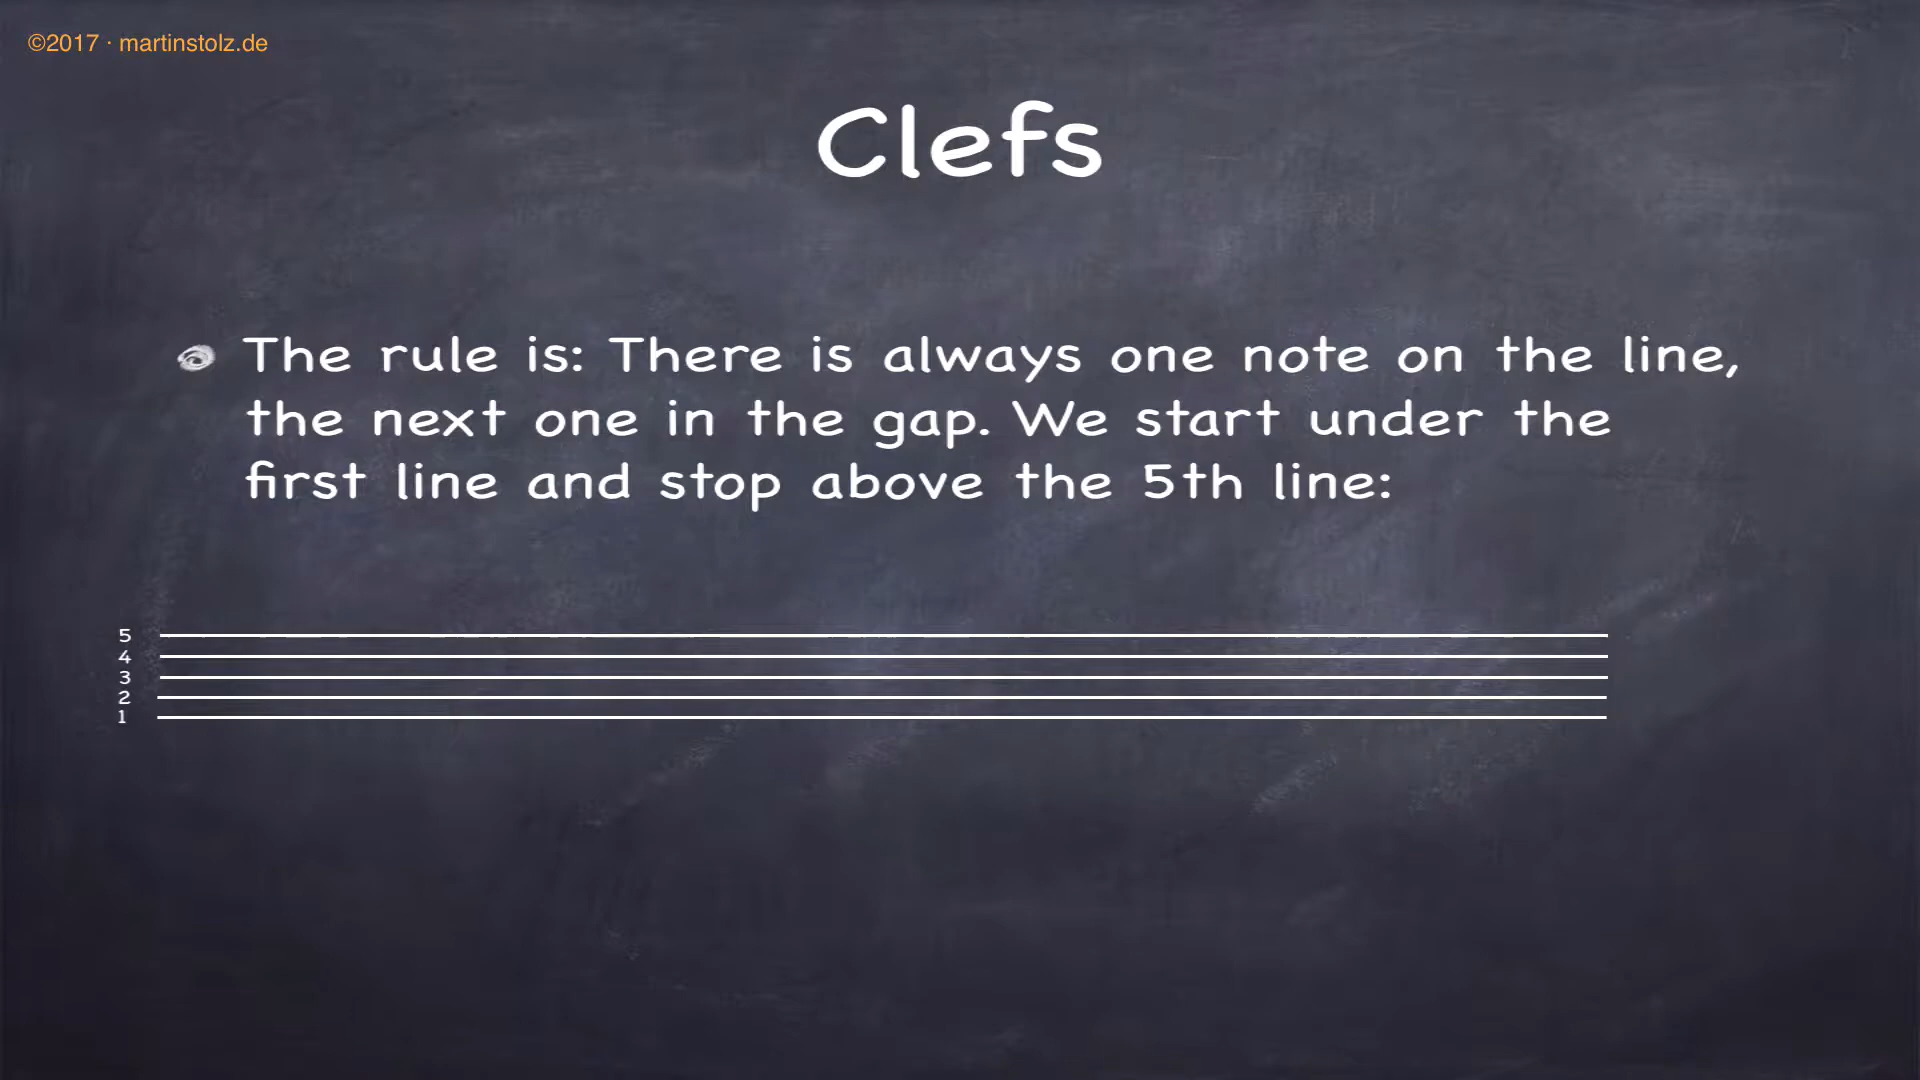 ©2017 · martinstolz.de
Clefs
The rule is: There is always one note on the line,
the next one in the gap. We start under the
first line and stop above the 5th line:
5
4
3
2
1